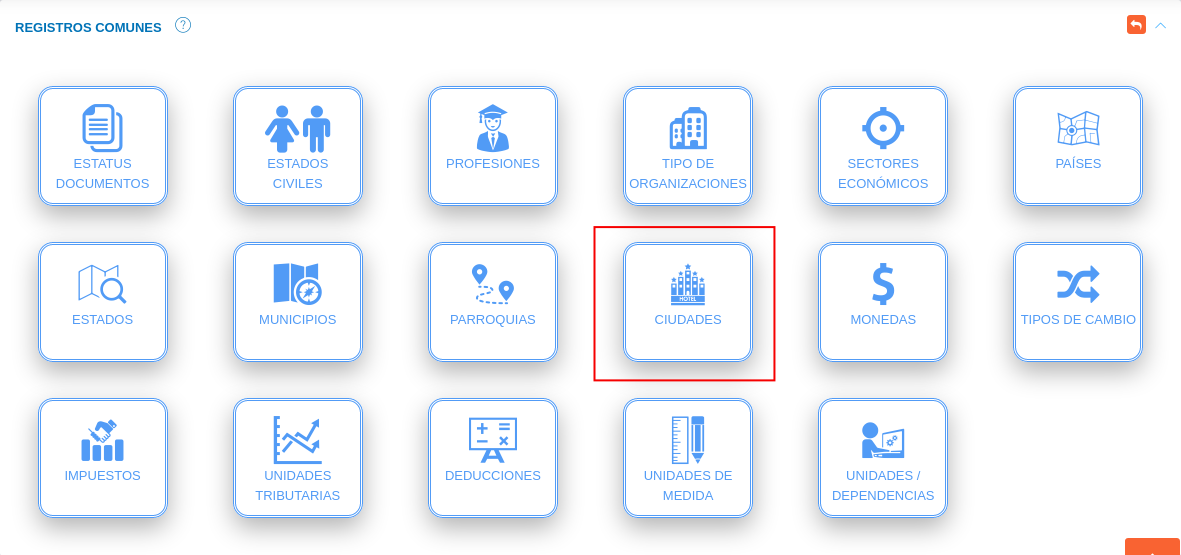 REGISTROS COMUNES ?
ESTATUS
DOCUMENTOS
ESTADOS
CIVILES
PROFESIONES
TIPO DE
ORGANIZACIONES
SECTORES
ECONÓMICOS
PAÍSES
ESTADOS
MUNICIPIOS
PARROQUIAS
HOTEL
CIUDADES
$
MONEDAS
TIPOS DE CAMBIO
IMPUESTOS
UNIDADES
TRIBUTARIAS
DEDUCCIONES
UNIDADES DE
MEDIDA
UNIDADES /
DEPENDENCIAS